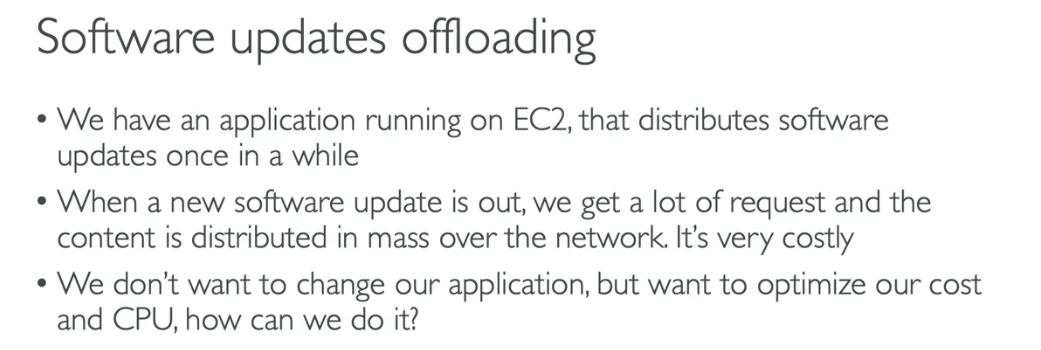 Software updates offloading
• We have an application running on EC2, that distributes software
updates once in a while
• When a new software update is out, we get a lot of request and the
content is distributed in mass over the network. It's very costly
• We don't want to change our application, but want to optimize our cost
and CPU, how can we do it?